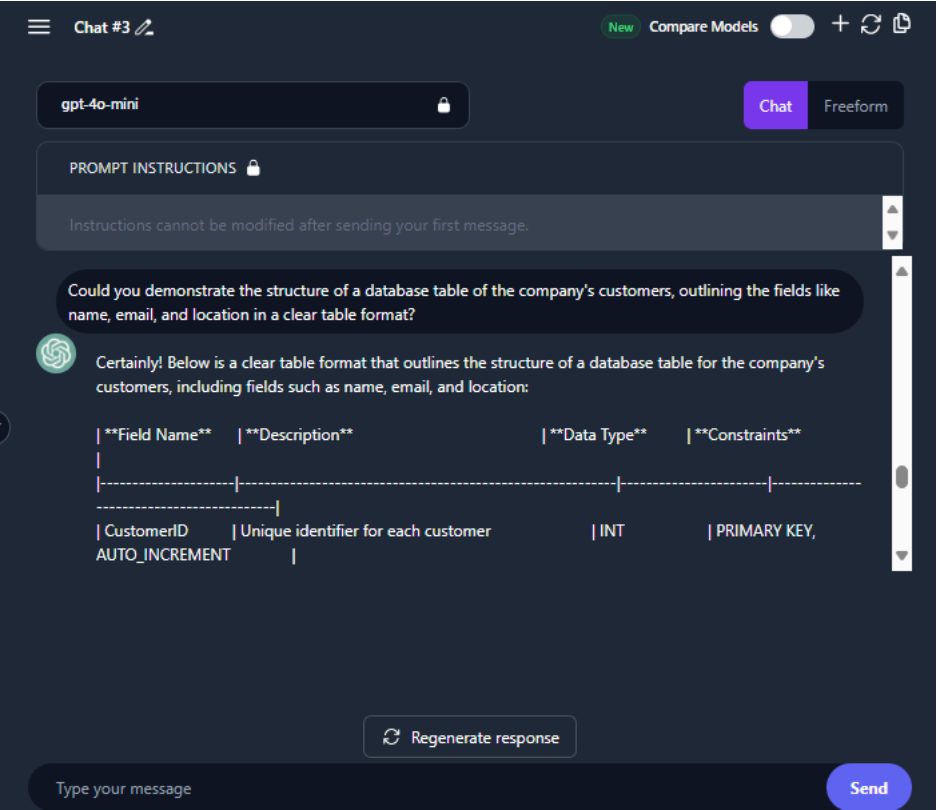 Chat #3
New Compare Models
gpt-4o-mini
Chat Freeform
PROMPT INSTRUCTIONS
Instructions cannot be modified after sending your first message.
Could you demonstrate the structure of a database table of the company's customers, outlining the fields like
name, email, and location in a clear table format?
Certainly! Below is a clear table format that outlines the structure of a database table for the company's
customers, including fields such as name, email, and location:
| **Field Name** | **Description** | **Data Type** | **Constraints**
|
|---------------------|-----------------------------------------------------------|-----------------------|--------------
----------------------------|
| CustomerID | Unique identifier for each customer | INT | PRIMARY KEY,
AUTO_INCREMENT |
Regenerate response
Type your message
Send